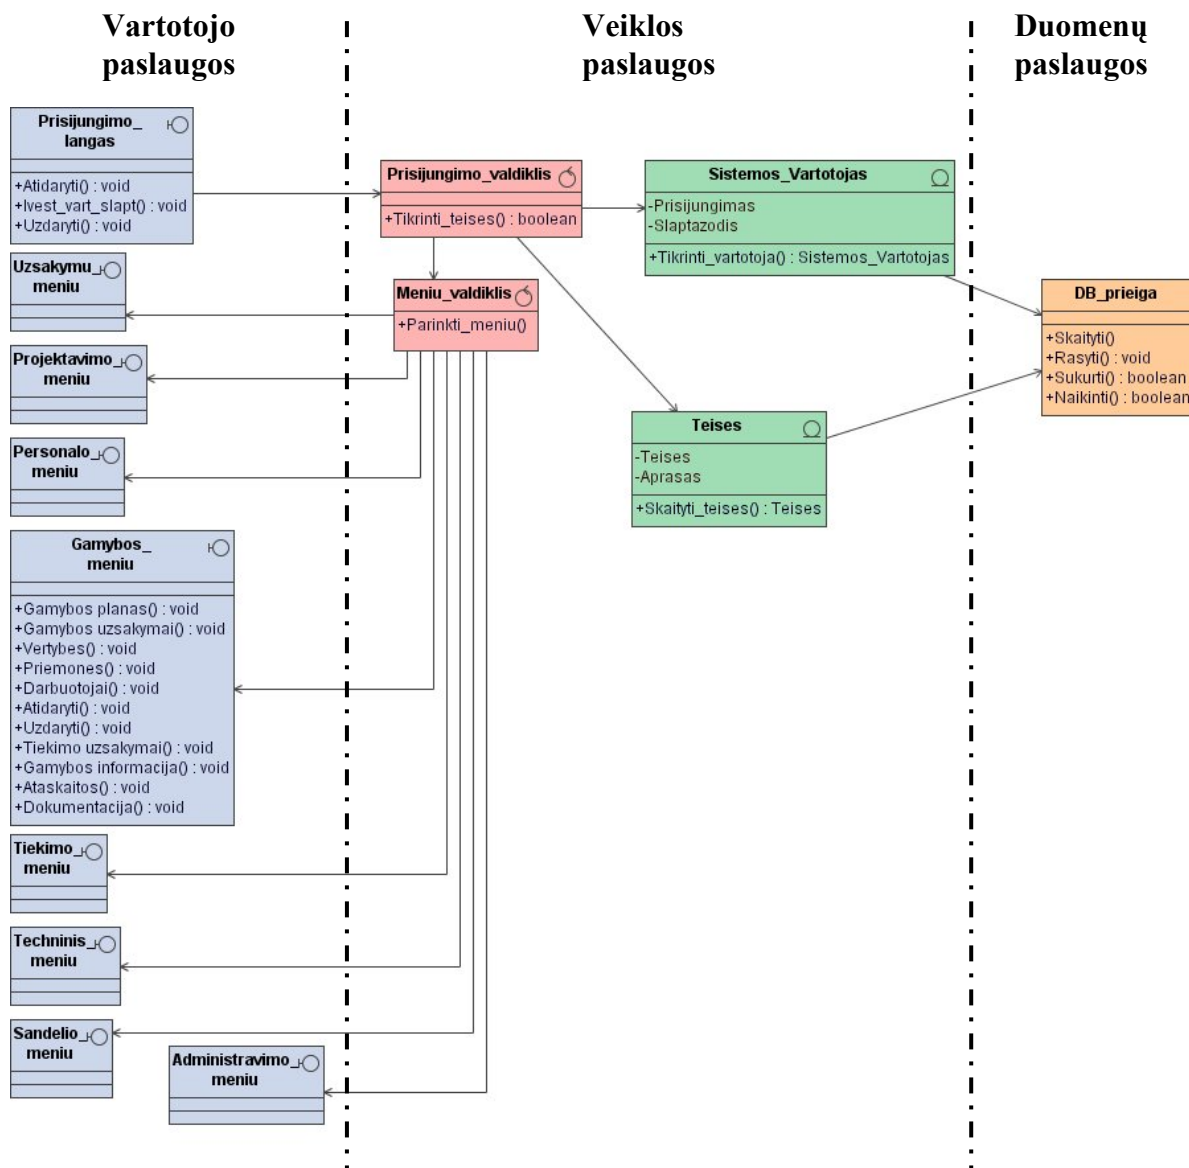 Vartotojo
paslaugos
Veiklos
paslaugos
Duomenų
paslaugos
Prisijungimo_
langas
+Atidaryti() : void
+Ivest_vart_slapt() : void
+Uzdaryti() : void
Prisijungimo_valdiklis
+Tikrinti_teises() : boolean
Sistemos_Vartotojas
-Prisijungimas
-Slaptazodis
+Tikrinti_vartotoja() : Sistemos_Vartotojas
Uzsakymu_
meniu
Meniu_valdiklis
+Parinkti_meniu()
DB_prieiga
+Skaityti()
+Rasyti() : void
+Sukurti() : boolean
+Naikinti() : boolean
Projektavimo_
meniu
Personalo_
meniu
Teises
-Teises
-Aprasas
+Skaityti_teises() : Teises
Gamybos_
meniu
+Gamybos planas() : void
+Gamybos uzsakymai() : void
+Vertybes() : void
+Priemones() : void
+Darbuotojai() : void
+Atidaryti() : void
+Uzdaryti() : void
+Tiekimo uzsakymai() : void
+Gamybos informacija() : void
+Ataskaitos() : void
+Dokumentacija() : void
Tiekimo_
meniu
Techninis_
meniu
Sandelio_
meniu
Administravimo_
meniu